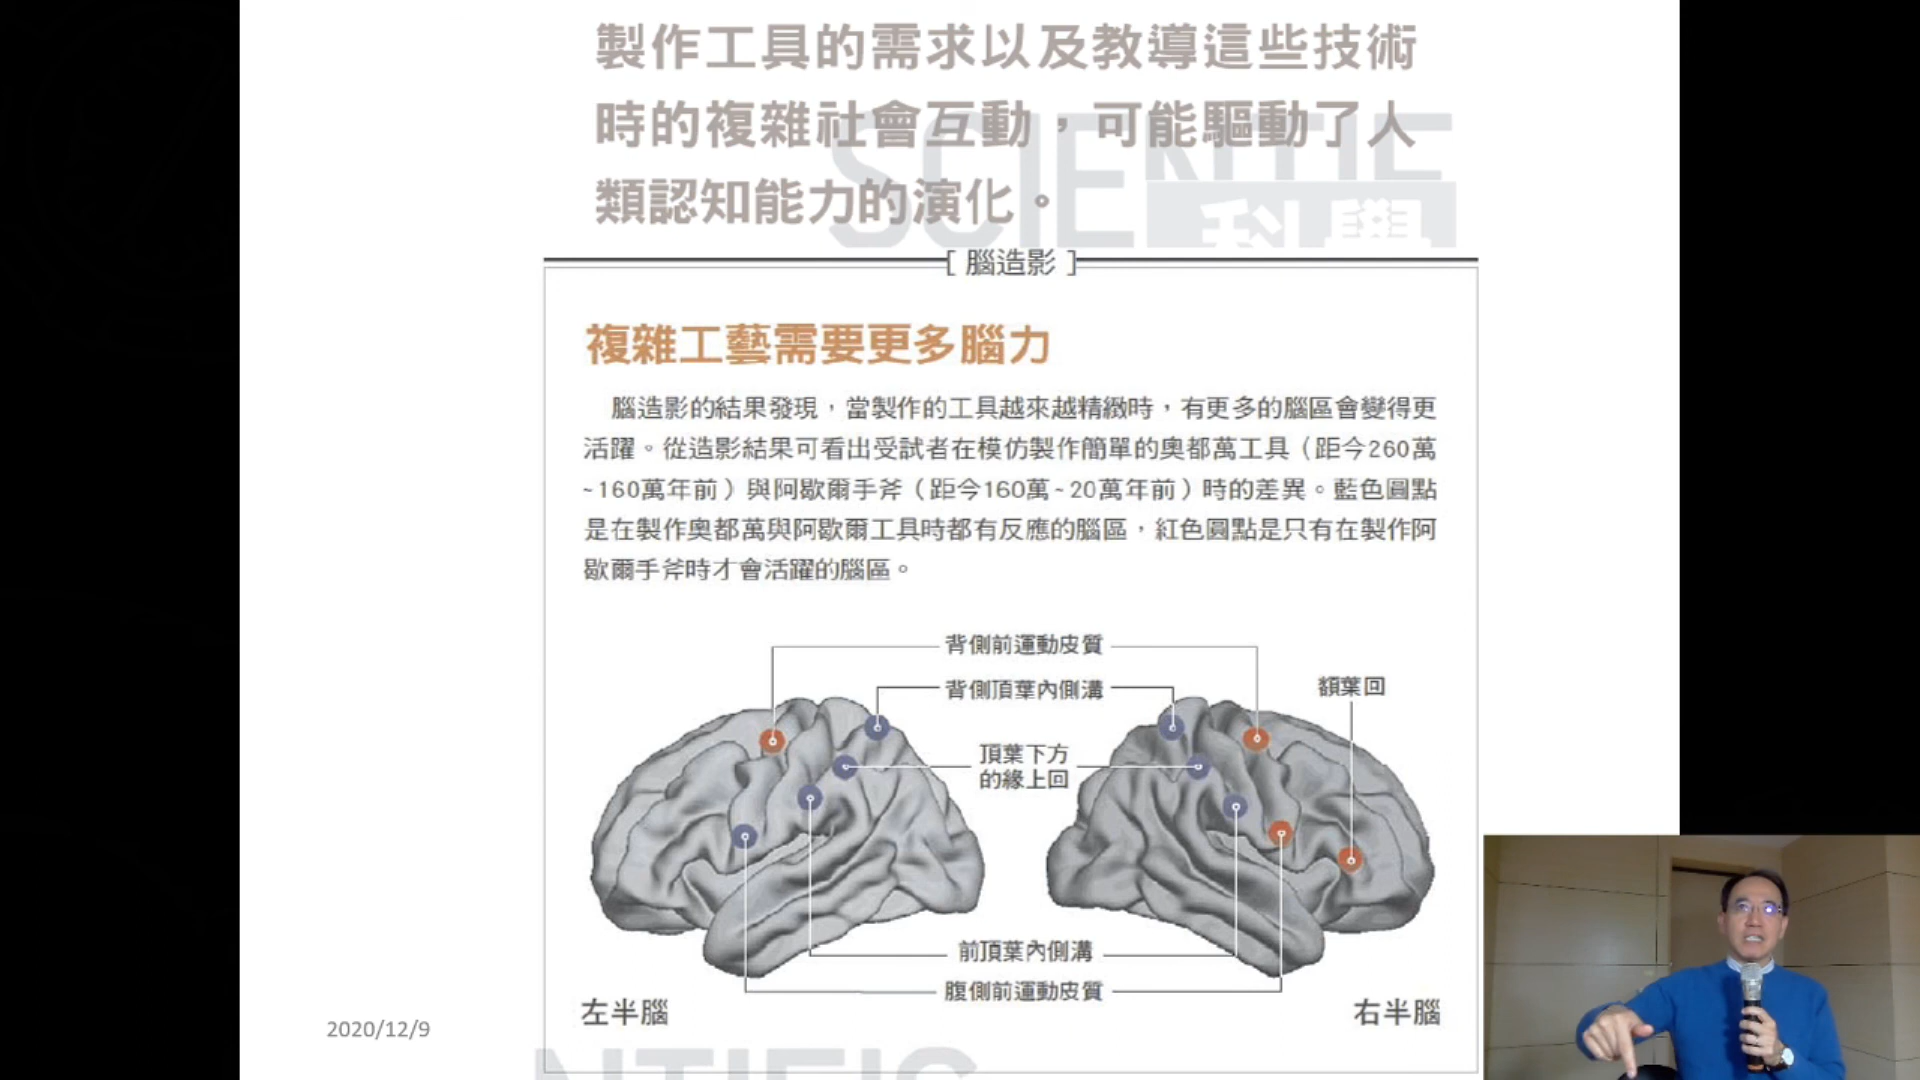 製作工具的需求以及教導這些技術
時的複雜社會互動，可能驅動了人
類認知能力的演化。
SCIENTIF
科學
[ 腦造影 ]
複雜工藝需要更多腦力
腦造影的結果發現，當製作的工具越來越精緻時，有更多的腦區會變得更
活躍。從造影結果可看出受試者在模仿製作簡單的奧都萬工具（距今260萬
~160萬年前）與阿歇爾手斧（距今160萬~20萬年前）時的差異。藍色圓點
是在製作奧都萬與阿歇爾工具時都有反應的腦區，紅色圓點是只有在製作阿
歇爾手斧時才會活躍的腦區。
背側前運動皮質
背側頂葉內側溝
額葉回
頂葉下方
的緣上回
前頂葉內側溝
腹側前運動皮質
左半腦
右半腦
2020/12/9
NTIFIC